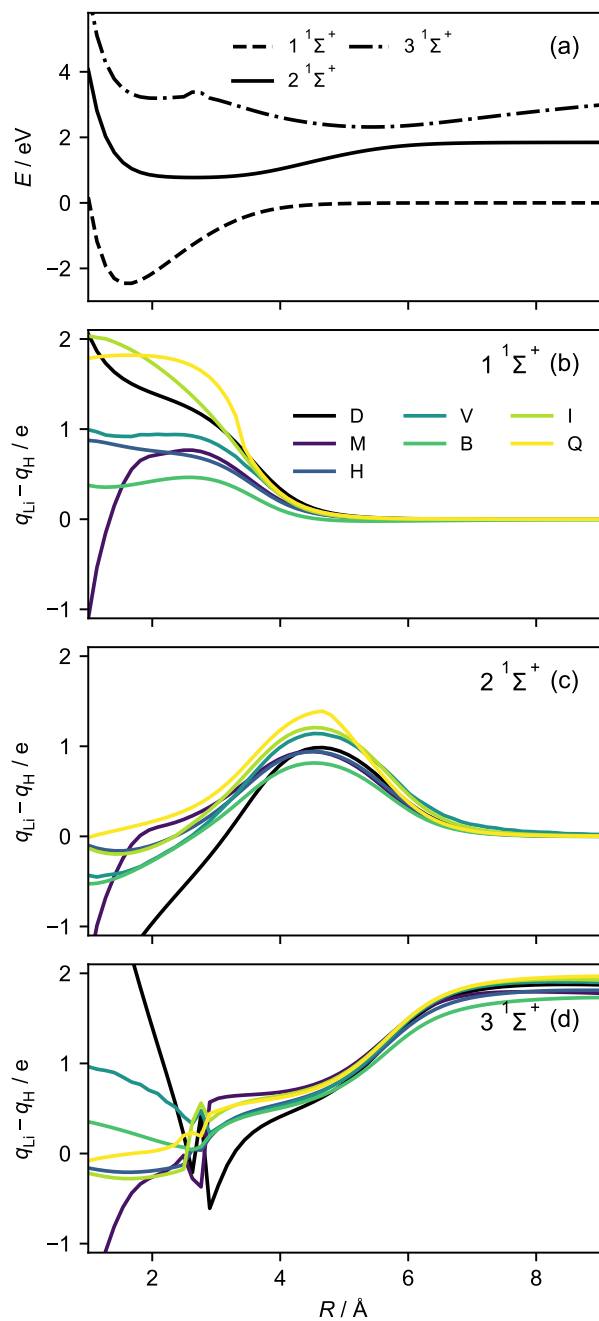 (a)
1 ¹Σ⁺ 3 ¹Σ⁺
2 ¹Σ⁺
4
2
0
−2
E / eV
1 ¹Σ⁺ (b)
D V I
M B Q
H
2
1
0
−1
q_Li − q_H / e
2 ¹Σ⁺ (c)
2
1
0
−1
q_Li − q_H / e
3 ¹Σ⁺ (d)
2
1
0
−1
q_Li − q_H / e
2 4 6 8
R / Å